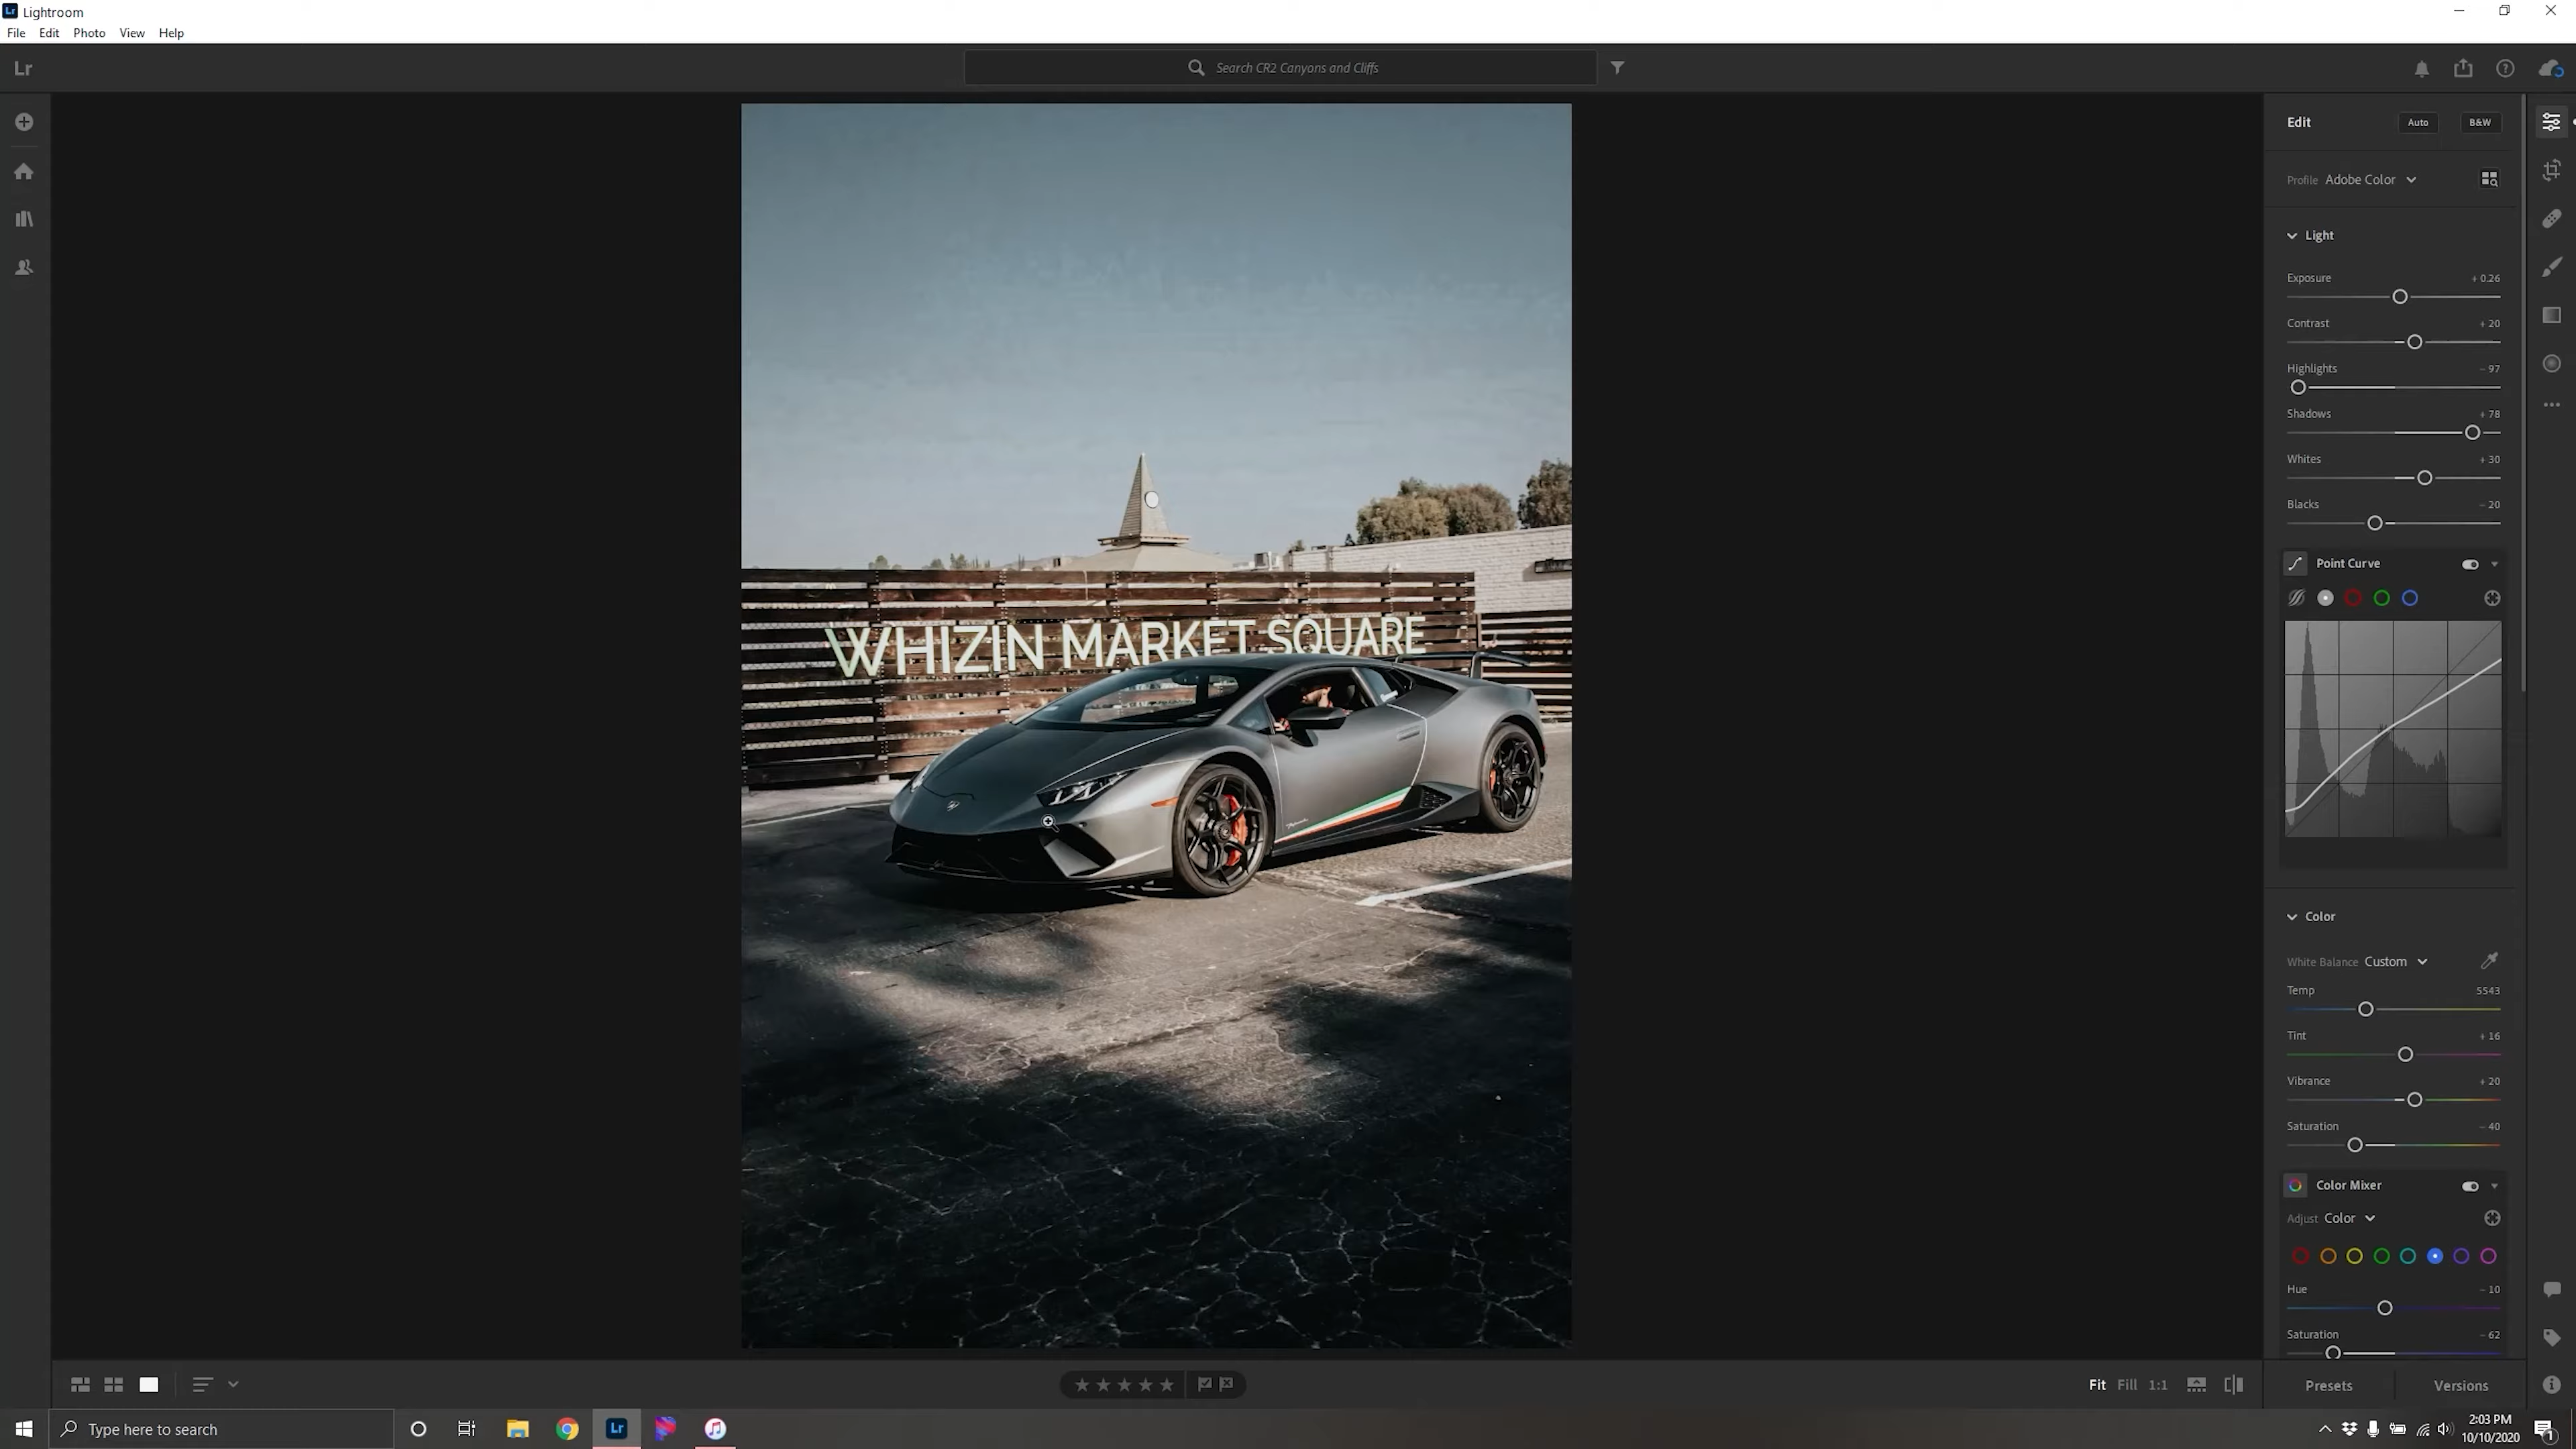 Lr Lightroom
File Edit Photo View Help
Lr
Search CR2 Canyons and Cliffs
Edit Auto B&W
Profile Adobe Color
Light
Exposure + 0.26
Contrast + 20
Highlights - 97
Shadows + 78
Whites + 30
Blacks - 20
Point Curve
WHIZIN MARKET SQUARE
Color
White Balance Custom
Temp 5543
Tint + 16
Vibrance + 20
Saturation - 40
Color Mixer
Adjust Color
Hue - 10
Saturation - 62
Fit Fill 1:1
Presets Versions
Type here to search
Lr
2:03 PM
10/10/2020
1